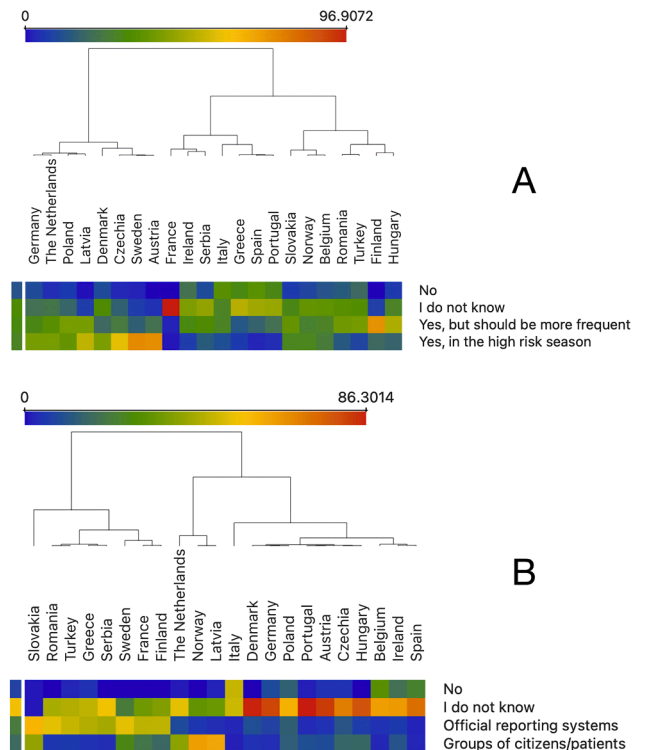 0 96.9072
A
Germany
The Netherlands
Poland
Latvia
Denmark
Czechia
Sweden
Austria
France
Ireland
Serbia
Italy
Greece
Spain
Portugal
Slovakia
Norway
Belgium
Romania
Turkey
Finland
Hungary
No
I do not know
Yes, but should be more frequent
Yes, in the high risk season
0 86.3014
B
Slovakia
Romania
Turkey
Greece
Serbia
Sweden
France
Finland
The Netherlands
Norway
Latvia
Italy
Denmark
Germany
Poland
Portugal
Austria
Czechia
Hungary
Belgium
Ireland
Spain
No
I do not know
Official reporting systems
Groups of citizens/patients